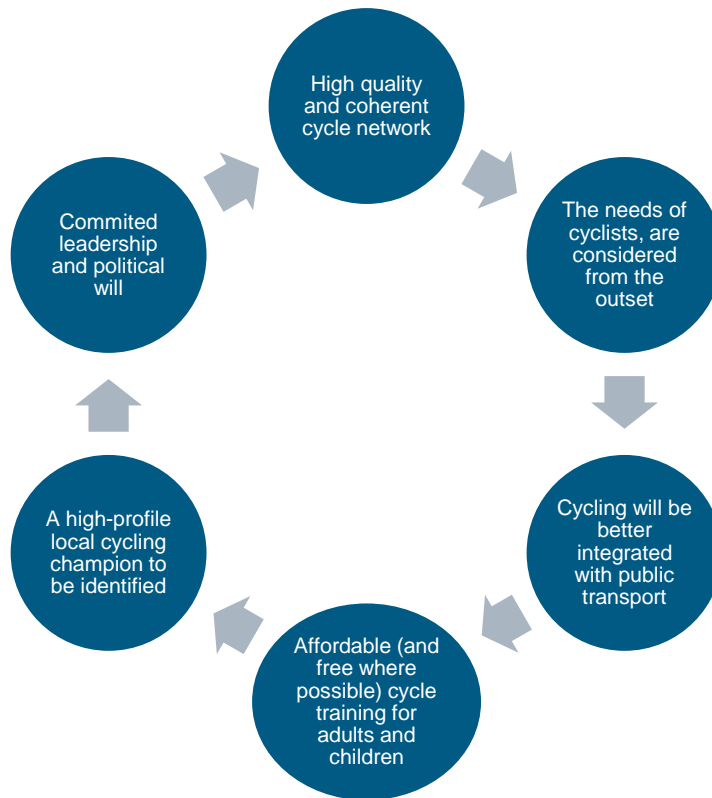 High quality
and coherent
cycle network
The needs of
cyclists, are
considered
from the
outset
Cycling will be
better
integrated
with public
transport
Affordable (and
free where
possible) cycle
training for
adults and
children
A high-profile
local cycling
champion to
be identified
Commited
leadership
and political
will